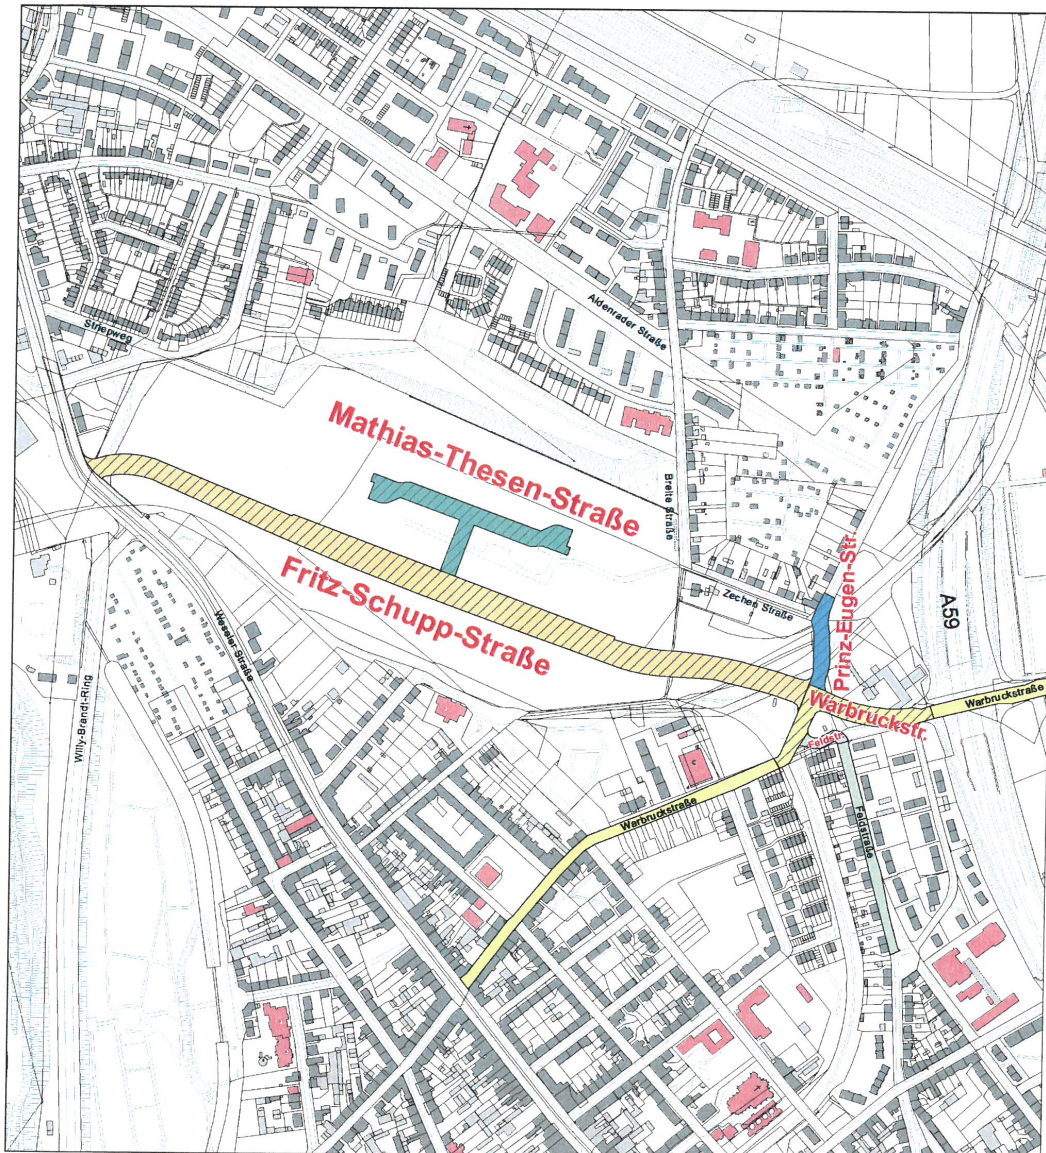 Striepweg
Aldenrader Straße
Mathias-Thesen-Straße
Breite Straße
Fritz-Schupp-Straße
Zechen Straße
Prinz-Eugen-Str.
A59
Weseler Straße
Willy-Brandt-Ring
Warbruckstr.
Warbruckstraße
Feldstr.
Feldstraße
Warbruckstraße